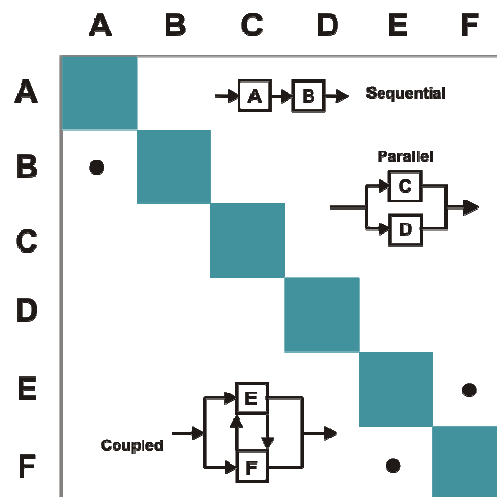 A B C D E F
A
A B Sequential
B
Parallel
C
C
D
D
E
E
Coupled
F
F